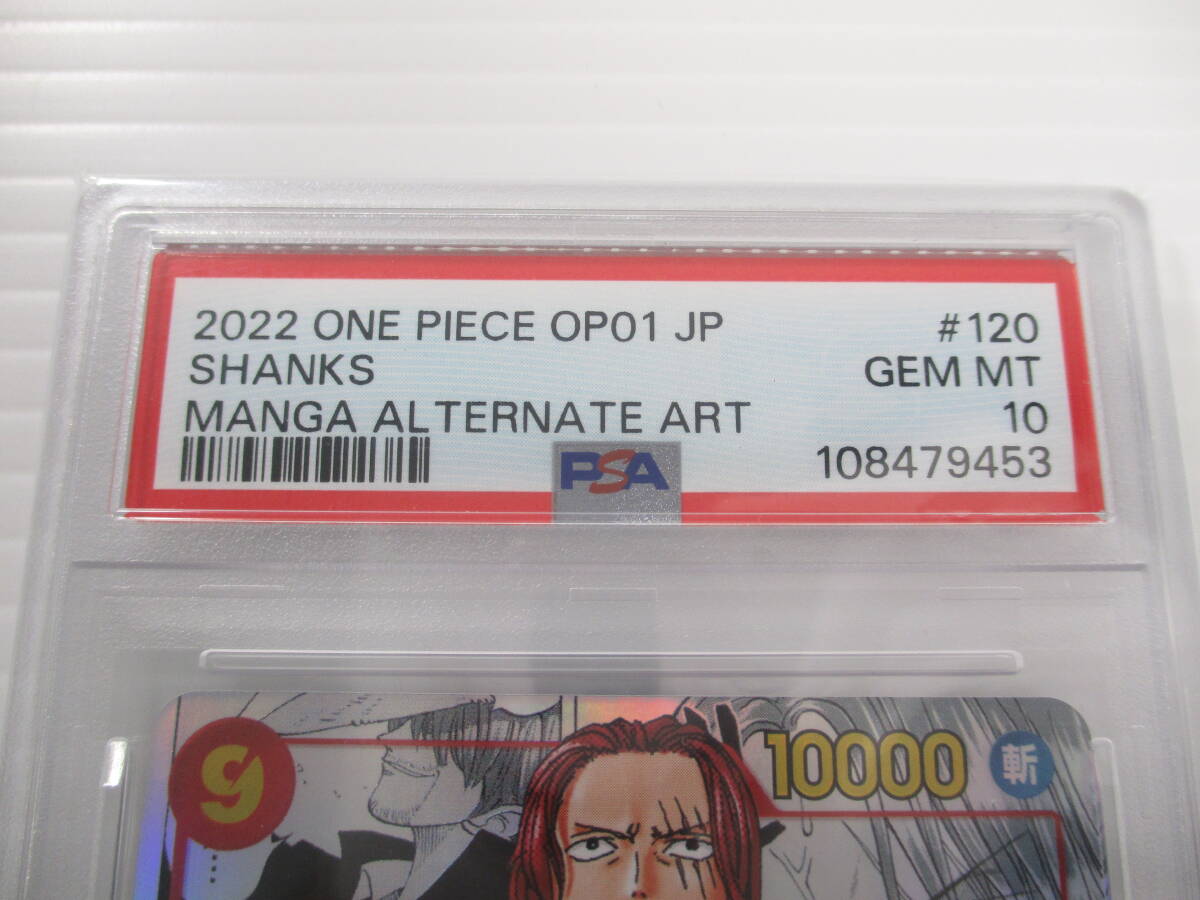 2022 ONE PIECE OP01 JP #120
SHANKS GEM MT
MANGA ALTERNATE ART 10
PSA 108479453
9 10000 斬